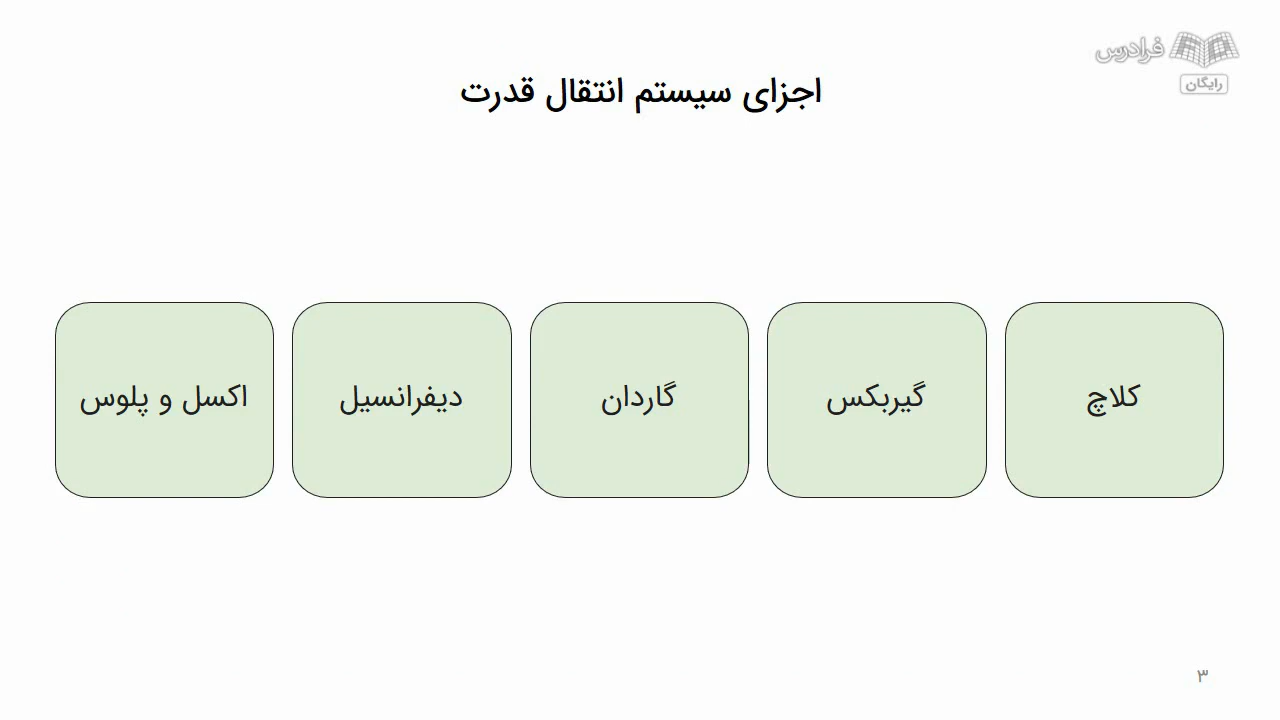 فرادرس
رایگان
اجزای سیستم انتقال قدرت
کلاچ
گیربکس
گاردان
دیفرانسیل
اکسل و پلوس
۳